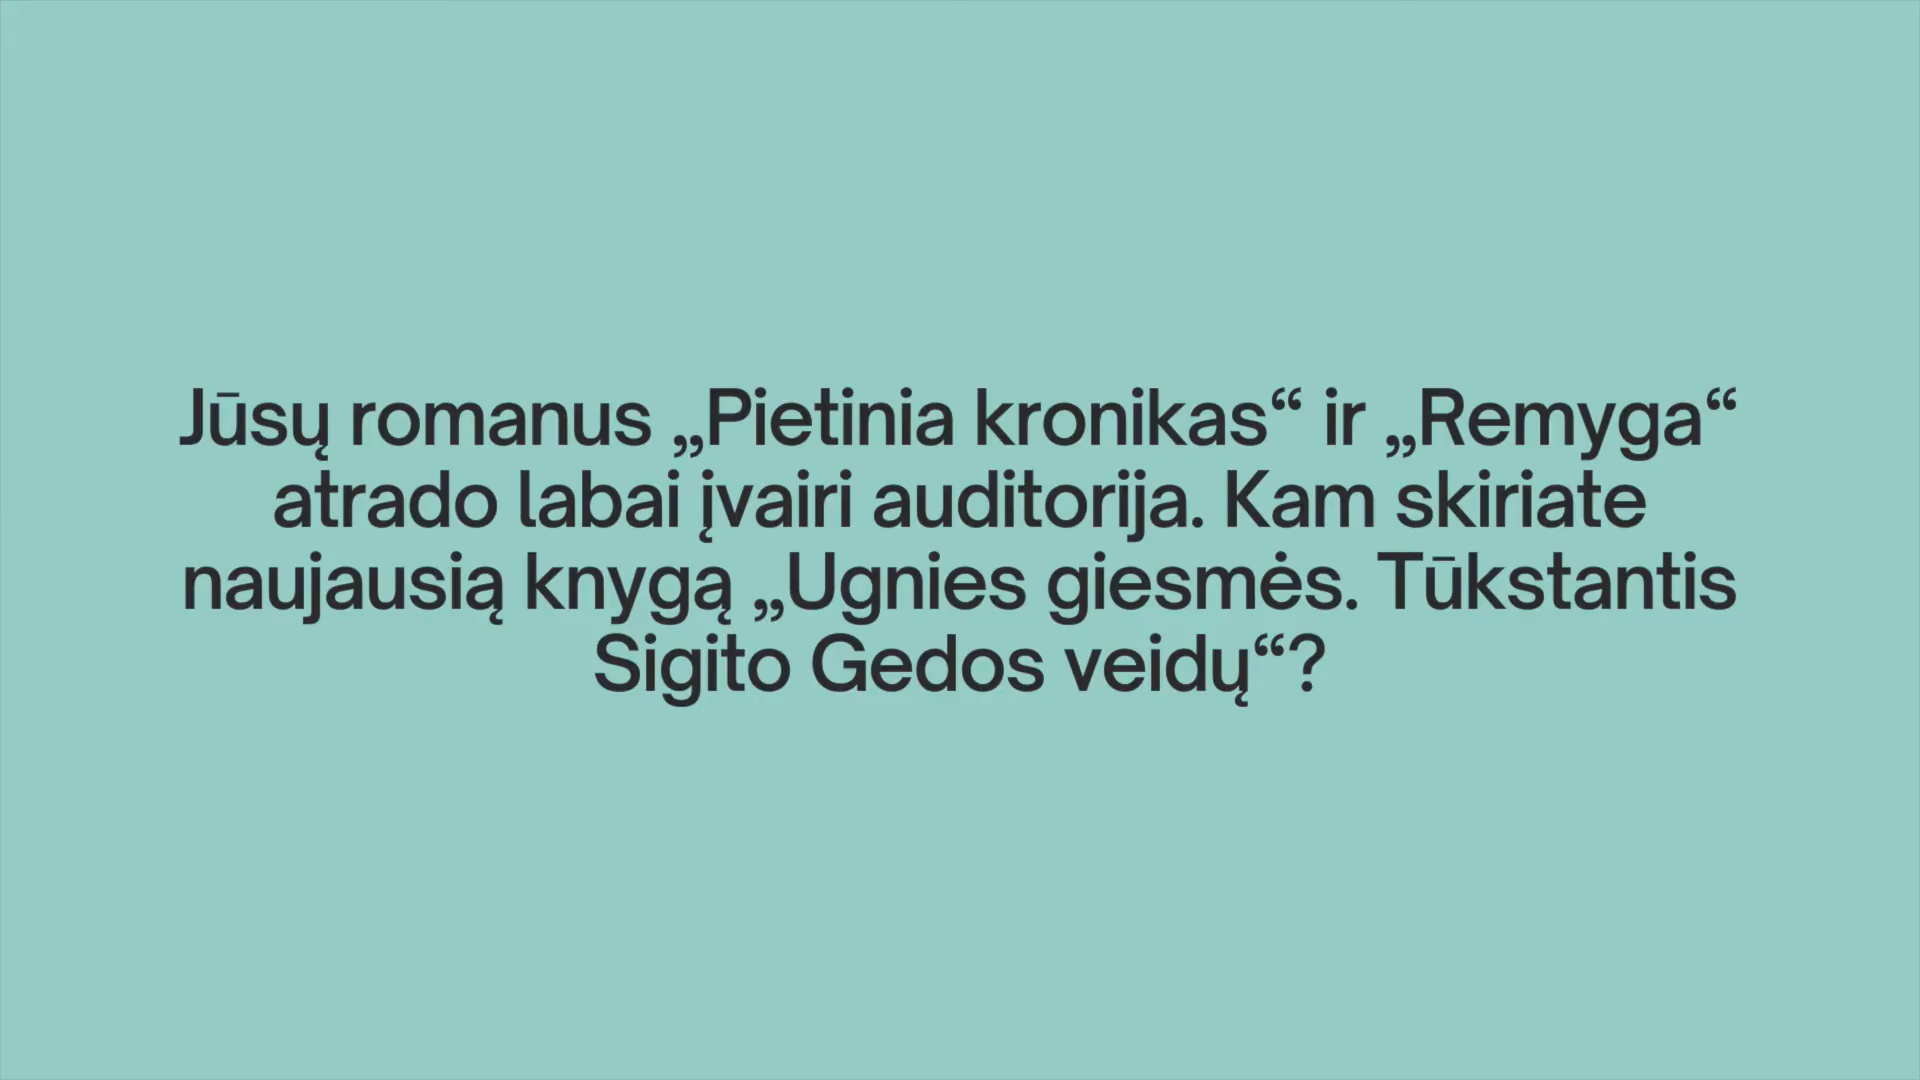 Jūsų romanus „Pietinia kronikas“ ir „Remyga“
atrado labai įvairi auditorija. Kam skiriate
naujausią knygą „Ugnies giesmės. Tūkstantis
Sigito Gedos veidų“?